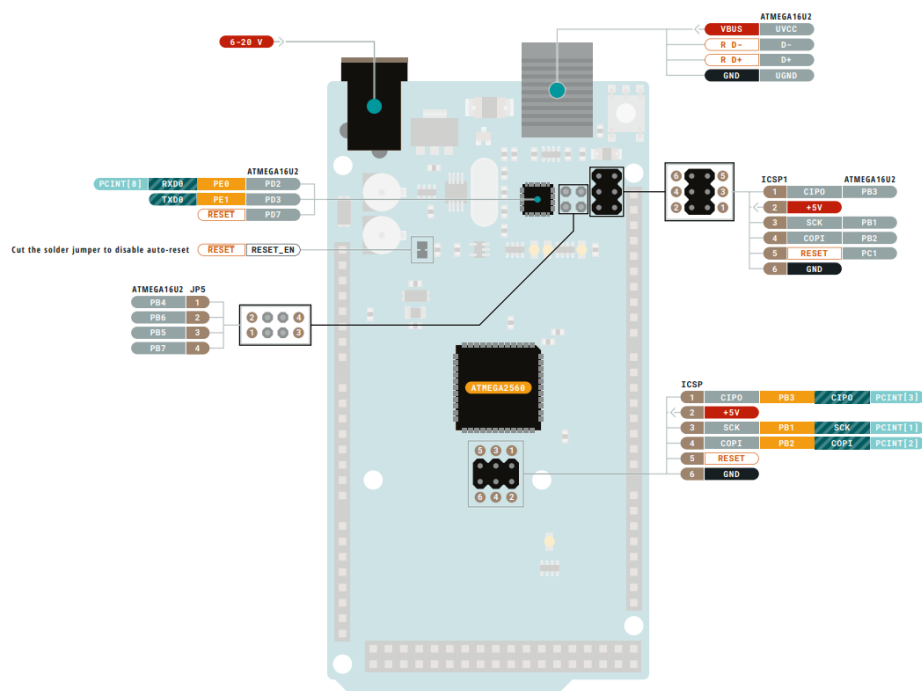 ATMEGA16U2
VBUS UVCC
R D- D-
R D+ D+
GND UGND
6-20 V
ATMEGA16U2
PCINT[8] RXD0 PE0 PD2
TXD0 PE1 PD3
RESET PD7
Cut the solder jumper to disable auto-reset RESET RESET_EN
ATMEGA16U2 JP5
PB4 1
PB6 2
PB5 3
PB7 4
2 4
1 3
6 5
4 3
2 1
ICSP1 ATMEGA16U2
1 CIPO PB3
2 +5V
3 SCK PB1
4 COPI PB2
5 RESET PC1
6 GND
ATMEGA2560
5 3 1
6 4 2
ICSP
1 CIPO PB3 CIPO PCINT[3]
2 +5V
3 SCK PB1 SCK PCINT[1]
4 COPI PB2 COPI PCINT[2]
5 RESET
6 GND